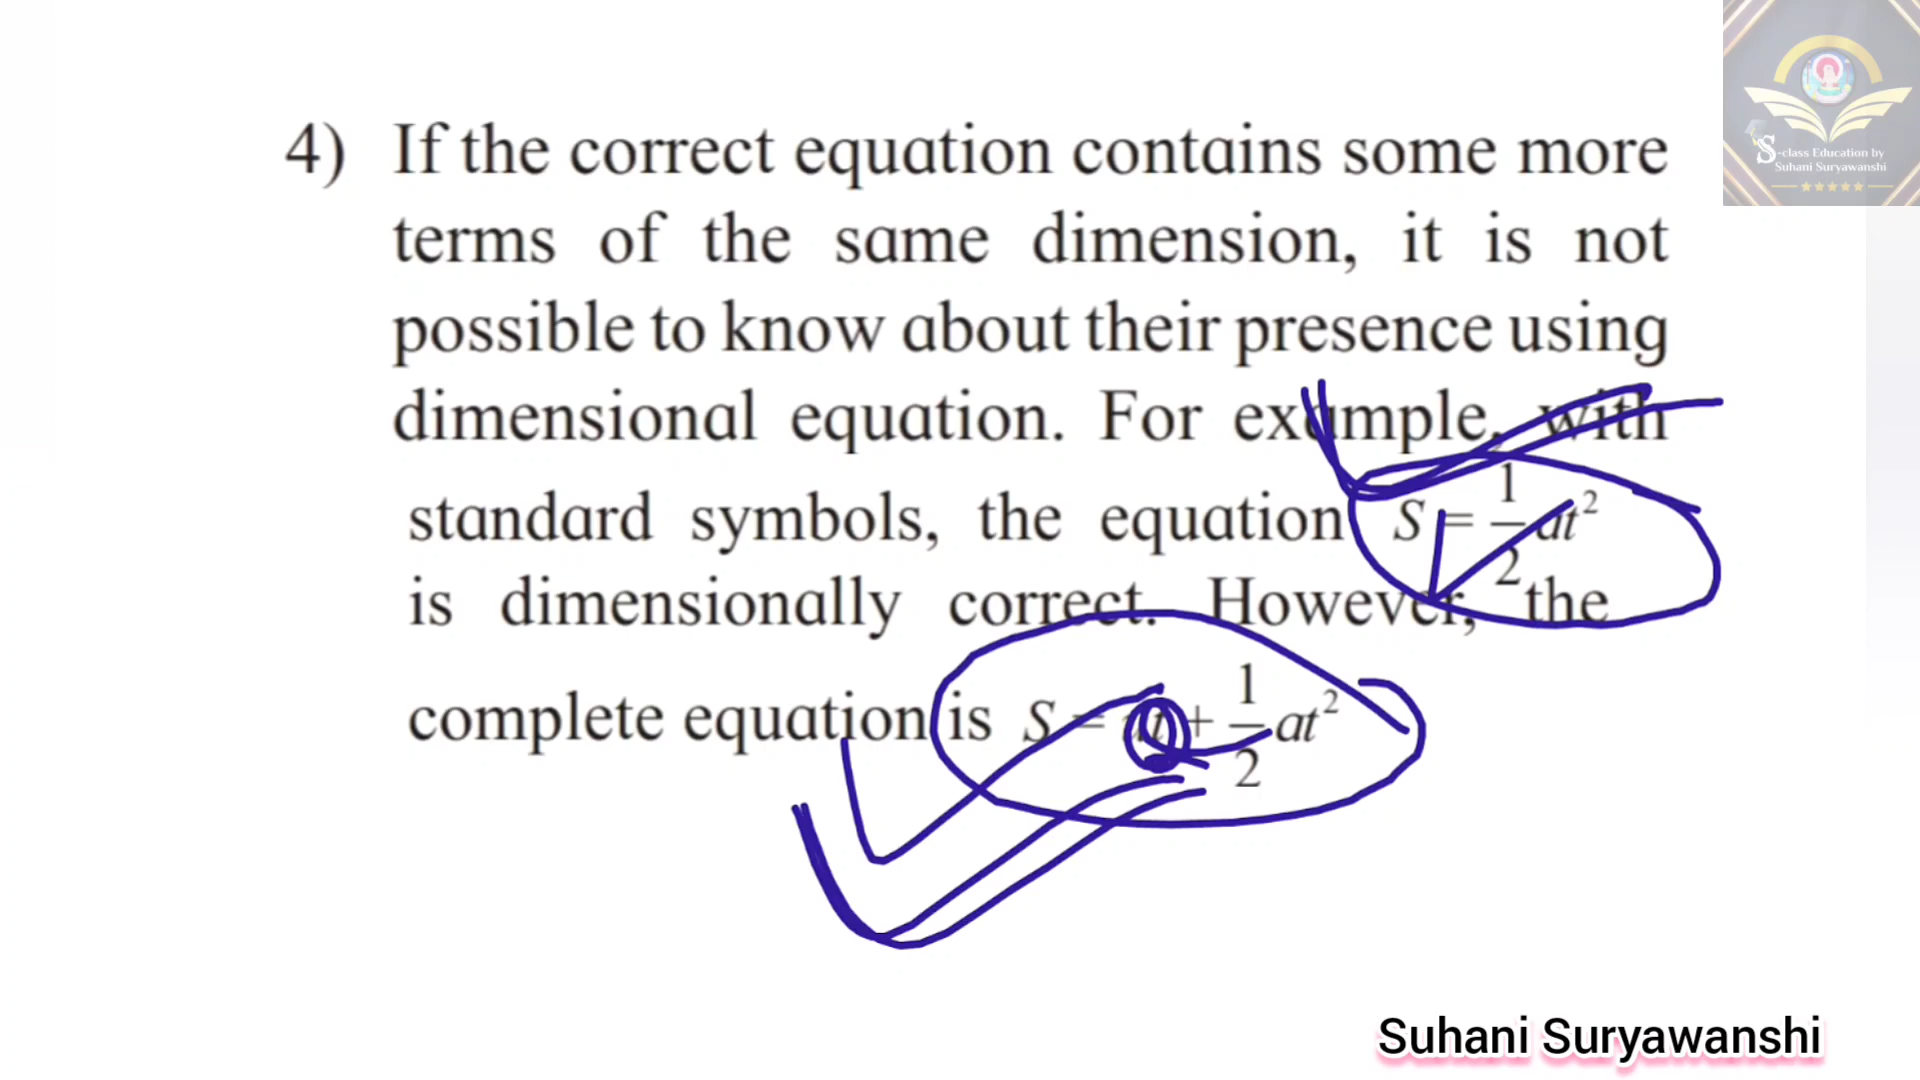 S-class Education by
Suhani Suryawanshi
4) If the correct equation contains some more
terms of the same dimension, it is not
possible to know about their presence using
dimensional equation. For example, with
standard symbols, the equation S = 1/2 at²
is dimensionally correct. However, the
complete equation is S = ut + 1/2 at²
Suhani Suryawanshi